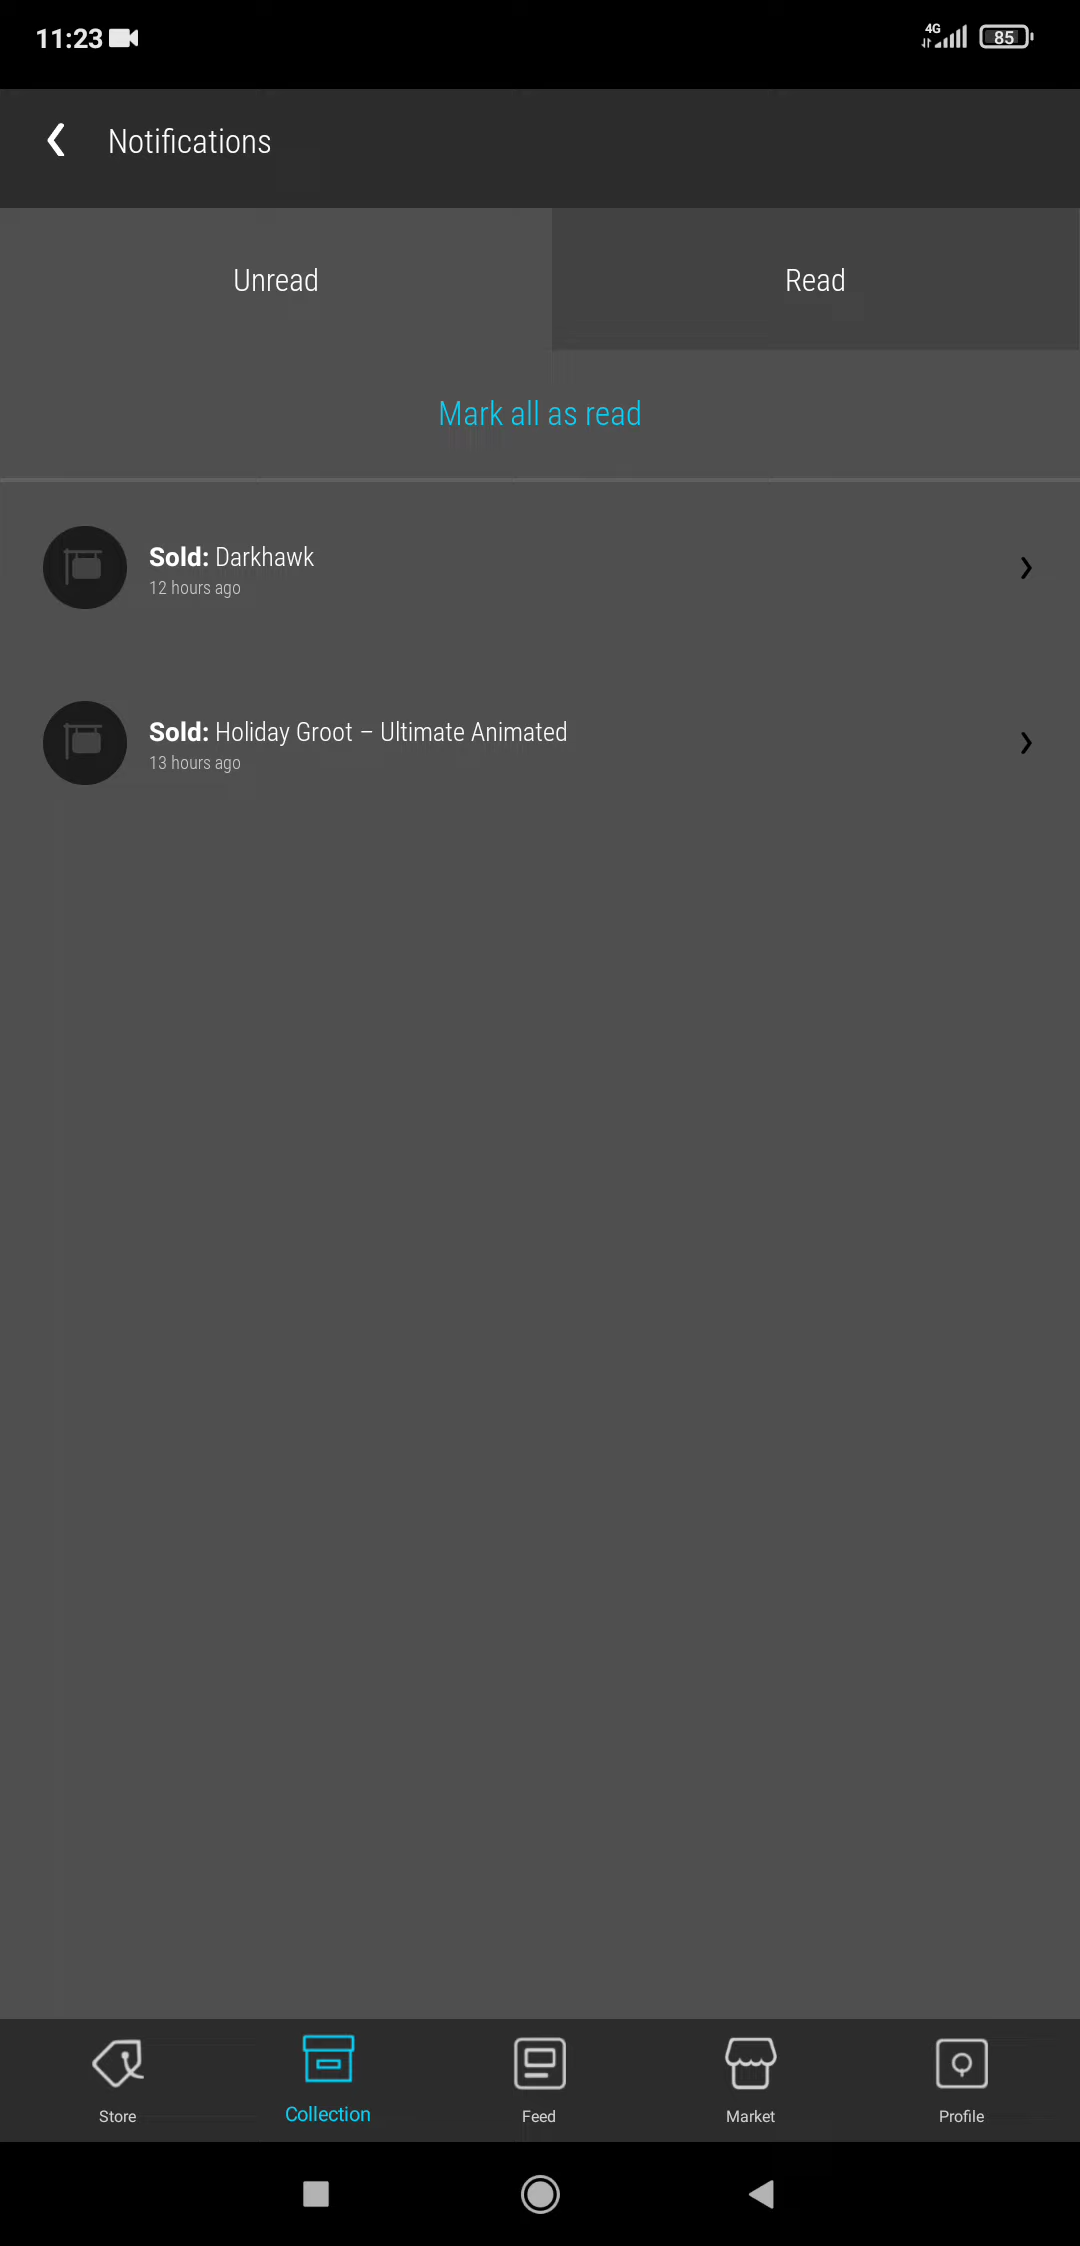 11:23
4G
85
Notifications
Unread
Read
Mark all as read
Sold: Darkhawk
12 hours ago
Sold: Holiday Groot – Ultimate Animated
13 hours ago
Store
Collection
Feed
Market
Profile